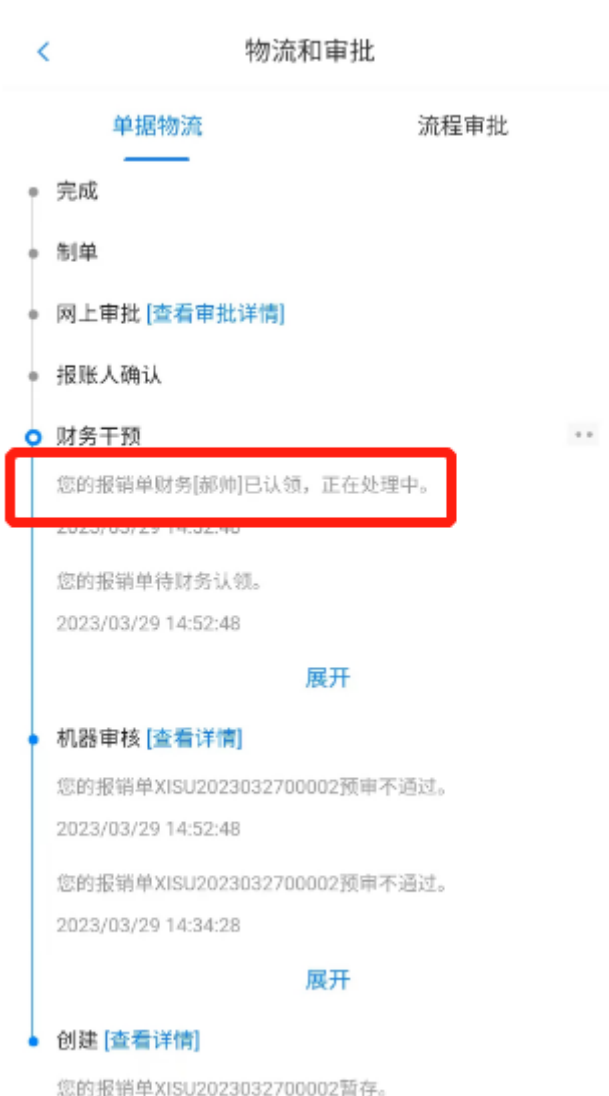 物流和审批
单据物流
流程审批
完成
制单
网上审批 [查看审批详情]
报账人确认
财务干预
您的报销单财务[郝帅]已认领，正在处理中。
您的报销单待财务认领。
2023/03/29 14:52:48
展开
机器审核 [查看详情]
您的报销单XISU2023032700002预审不通过。
2023/03/29 14:52:48
您的报销单XISU2023032700002预审不通过。
2023/03/29 14:34:28
展开
创建 [查看详情]
您的报销单XISU2023032700002暂存。